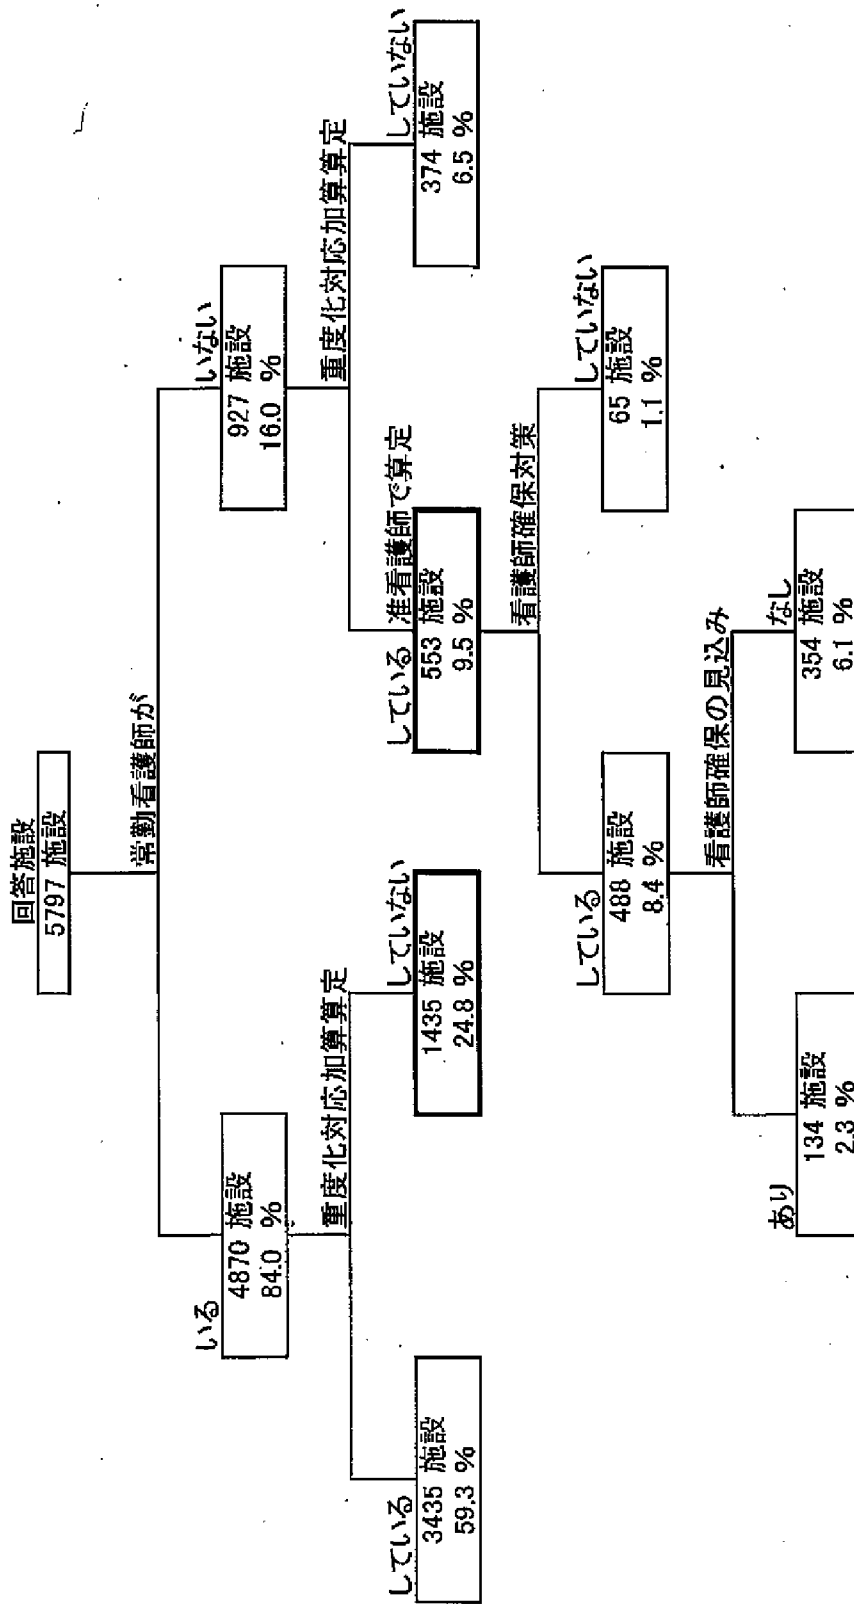 回答施設
5797 施設
常勤看護師が
いる
4870 施設
84.0 %
いない
927 施設
16.0 %
重度化対応加算算定
重度化対応加算算定
している
3435 施設
59.3 %
していない
1435 施設
24.8 %
している 准看護師で算定
553 施設
9.5 %
していない
374 施設
6.5 %
看護師確保対策
している
488 施設
8.4 %
していない
65 施設
1.1 %
看護師確保の見込み
あり
134 施設
2.3 %
なし
354 施設
6.1 %